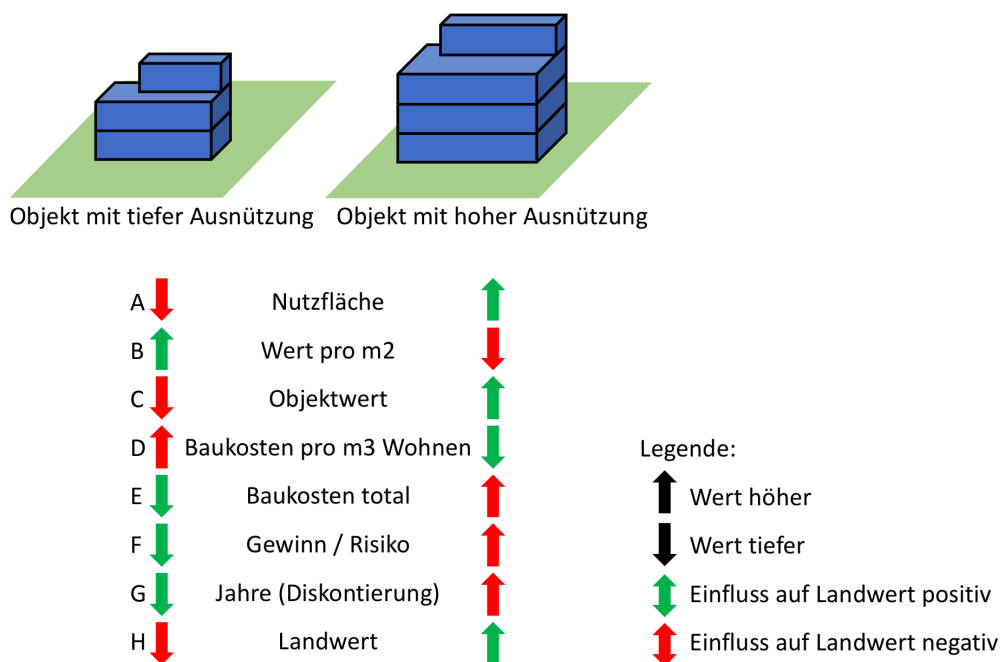 Objekt mit tiefer Ausnützung Objekt mit hoher Ausnützung
A Nutzfläche
B Wert pro m2
C Objektwert
D Baukosten pro m3 Wohnen Legende:
E Baukosten total Wert höher
F Gewinn / Risiko Wert tiefer
G Jahre (Diskontierung) Einfluss auf Landwert positiv
H Landwert Einfluss auf Landwert negativ